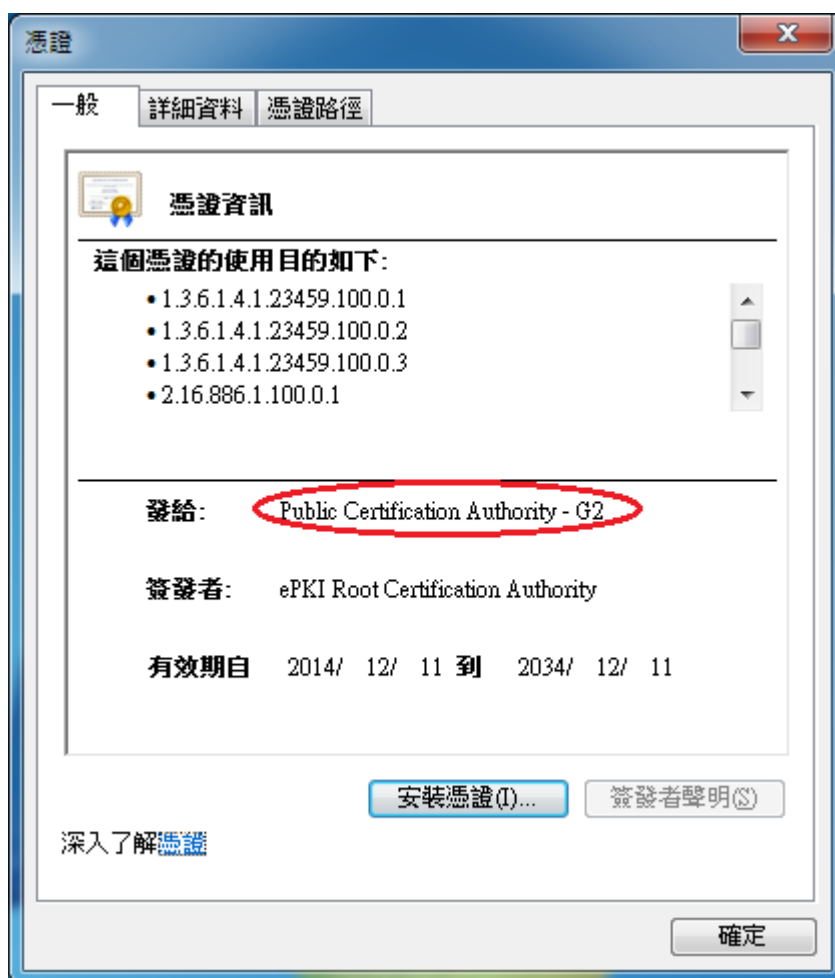 憑證
一般 詳細資料 憑證路徑
憑證資訊
這個憑證的使用目的如下:
•1.3.6.1.4.1.23459.100.0.1
•1.3.6.1.4.1.23459.100.0.2
•1.3.6.1.4.1.23459.100.0.3
•2.16.886.1.100.0.1
發給: Public Certification Authority - G2
簽發者: ePKI Root Certification Authority
有效期自 2014/ 12/ 11 到 2034/ 12/ 11
安裝憑證(I)... 簽發者聲明(S)
深入了解憑證
確定